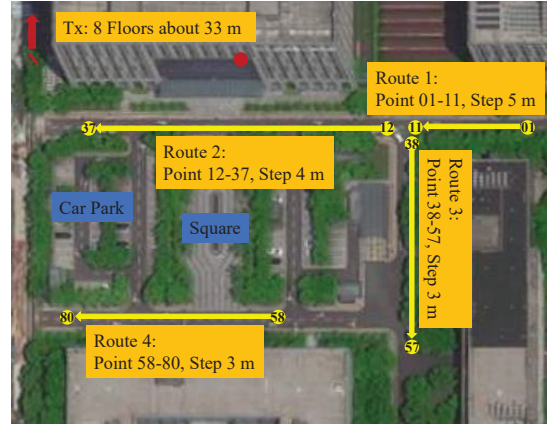 Tx: 8 Floors about 33 m
Route 1:
Point 01-11, Step 5 m
37
12
11
01
38
Route 2:
Point 12-37, Step 4 m
Route 3:
Point 38-57, Step 3 m
Car Park
Square
80
58
57
Route 4:
Point 58-80, Step 3 m